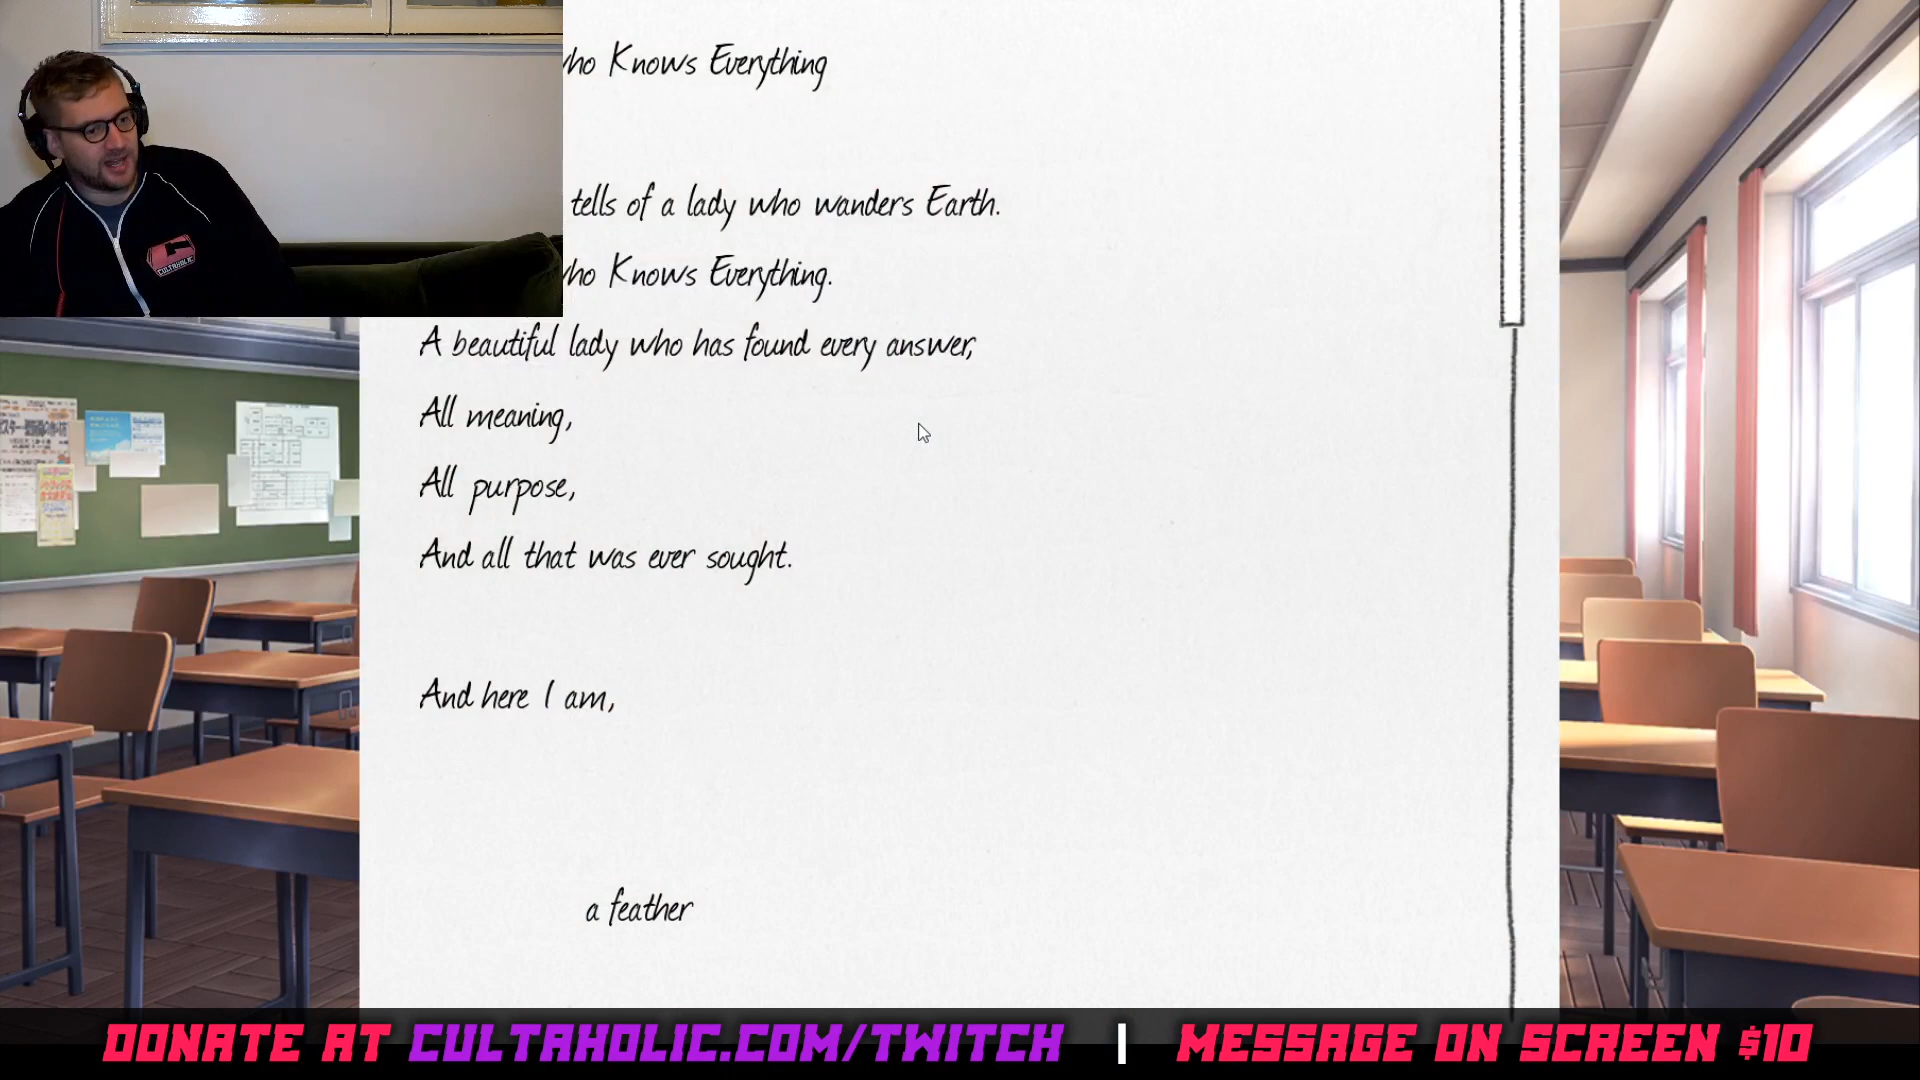 ho Knows Everything
tells of a lady who wanders Earth.
ho Knows Everything.
A beautiful lady who has found every answer,
All meaning,
All purpose,
And all that was ever sought.
And here I am,
a feather
CULTAHOLIC
DONATE AT CULTAHOLIC.COM/TWITCH | MESSAGE ON SCREEN $10